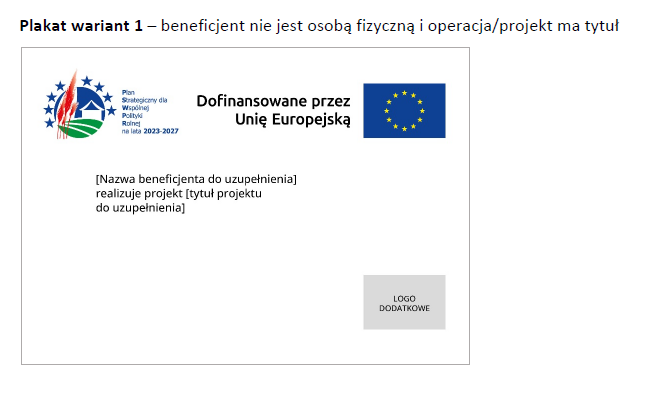 Plakat wariant 1 – beneficjent nie jest osobą fizyczną i operacja/projekt ma tytuł
Plan
Strategiczny dla
Wspólnej
Polityki
Rolnej
na lata 2023-2027
Dofinansowane przez
Unię Europejską
[Nazwa beneficjenta do uzupełnienia]
realizuje projekt [tytuł projektu
do uzupełnienia]
LOGO
DODATKOWE